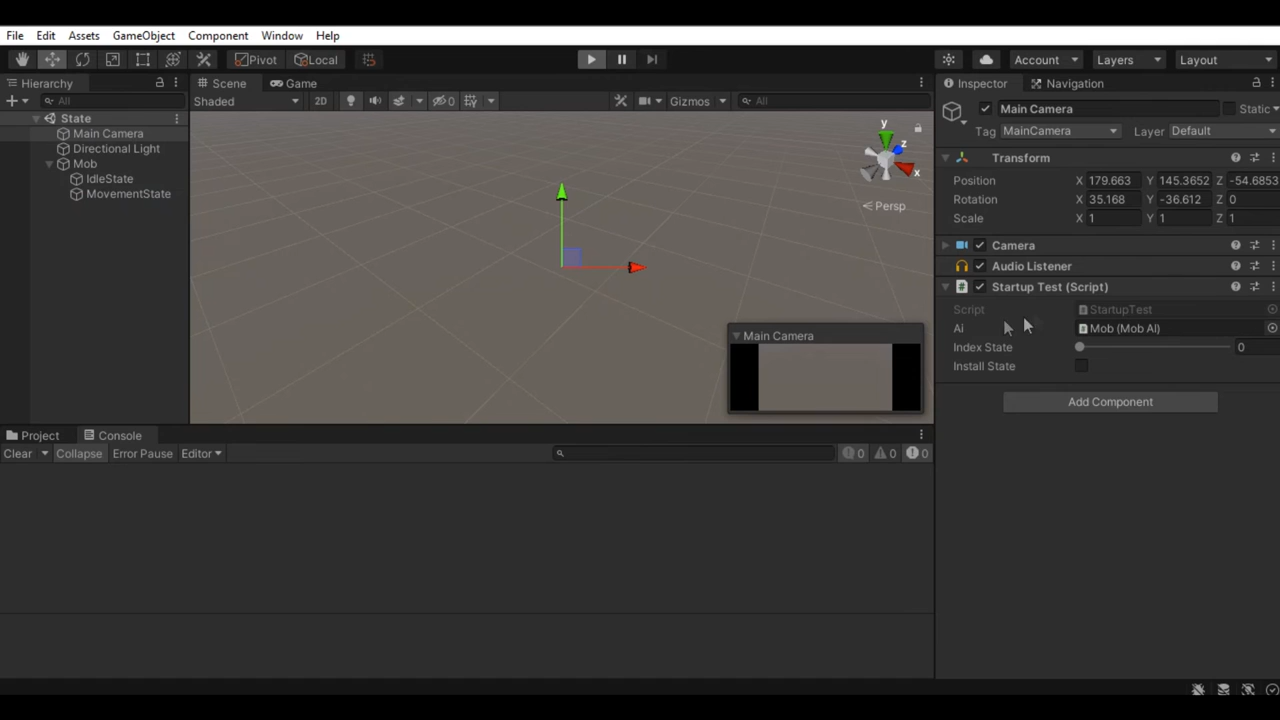 File Edit Assets GameObject Component Window Help
Pivot Local Account Layers Layout
Hierarchy
All
State
Main Camera
Directional Light
Mob
IdleState
MovementState
Scene Game
Shaded 2D 0 Gizmos All
y
z
x
Persp
Main Camera
Project Console
Clear Collapse Error Pause Editor 0 0 0
Inspector Navigation
Main Camera Static
Tag MainCamera Layer Default
Transform
Position X 179.663 Y 145.3652 Z -54.6853
Rotation X 35.168 Y -36.612 Z 0
Scale X 1 Y 1 Z 1
Camera
Audio Listener
# Startup Test (Script)
Script StartupTest
Ai Mob (Mob AI)
Index State 0
Install State
Add Component